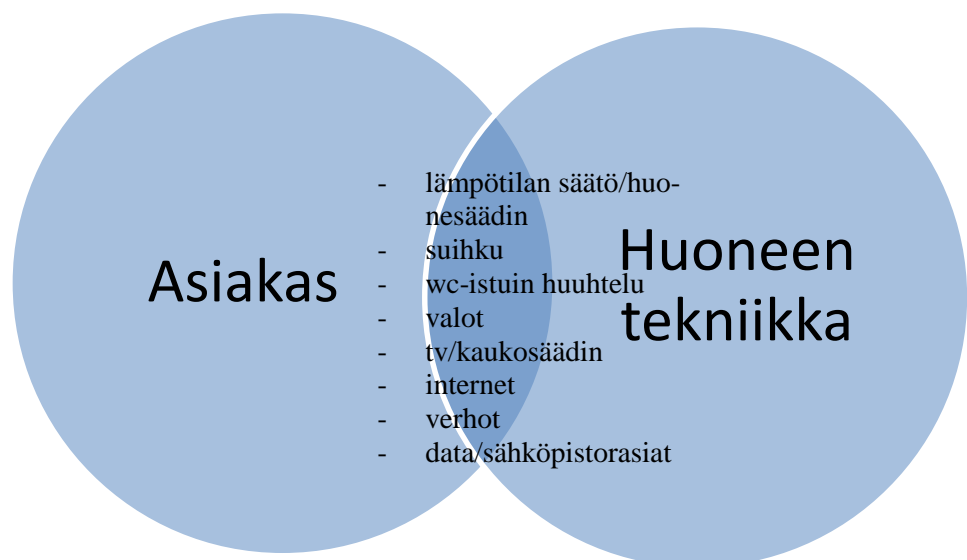 Asiakas
- lämpötilan säätö/huo-
nesäädin
- suihku
- wc-istuin huuhtelu
- valot
- tv/kaukosäädin
- internet
- verhot
- data/sähköpistorasiat
Huoneen
tekniikka